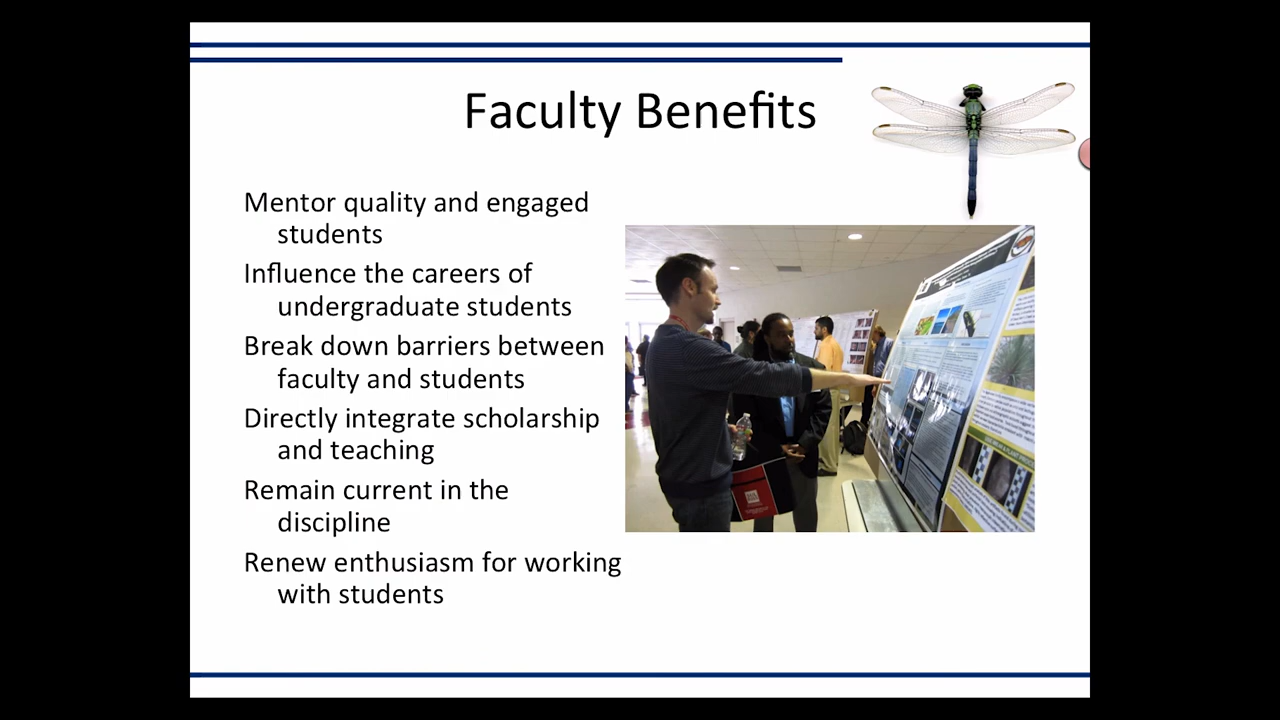 Faculty Benefits
Mentor quality and engaged
students
Influence the careers of
undergraduate students
Break down barriers between
faculty and students
Directly integrate scholarship
and teaching
Remain current in the
discipline
Renew enthusiasm for working
with students